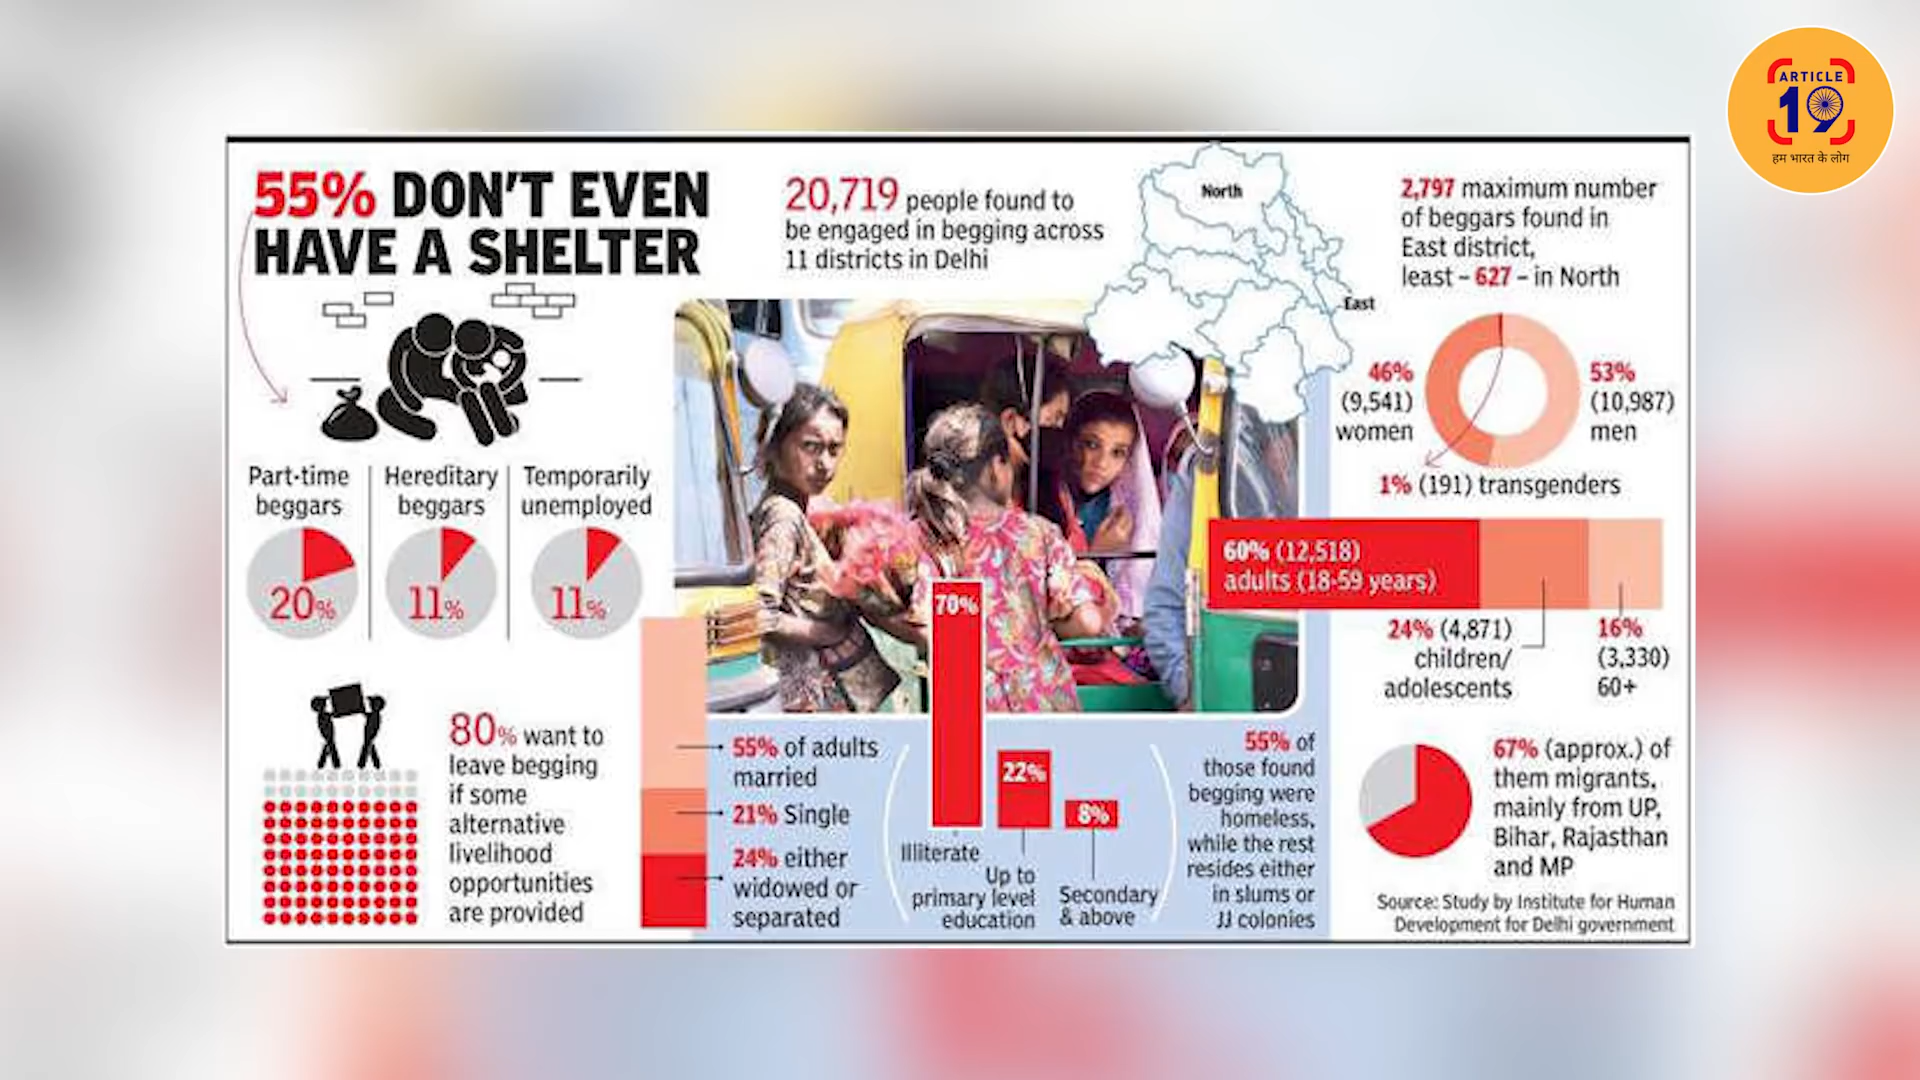 ARTICLE
19
हम भारत के लोग
55% DON'T EVEN
HAVE A SHELTER
20,719 people found to
be engaged in begging across
11 districts in Delhi
North
East
2,797 maximum number
of beggars found in
East district,
least – 627 – in North
46%
(9,541)
women
53%
(10,987)
men
1% (191) transgenders
Part-time
beggars
20%
Hereditary
beggars
11%
Temporarily
unemployed
11%
60% (12,518)
adults (18-59 years)
24% (4,871)
children/
adolescents
16%
(3,330)
60+
80% want to
leave begging
if some
alternative
livelihood
opportunities
are provided
55% of adults
married
21% Single
24% either
widowed or
separated
70%
Illiterate
22%
Up to
primary level
education
8%
Secondary
& above
55% of
those found
begging were
homeless,
while the rest
resides either
in slums or
JJ colonies
67% (approx.) of
them migrants,
mainly from UP,
Bihar, Rajasthan
and MP
Source: Study by Institute for Human
Development for Delhi government